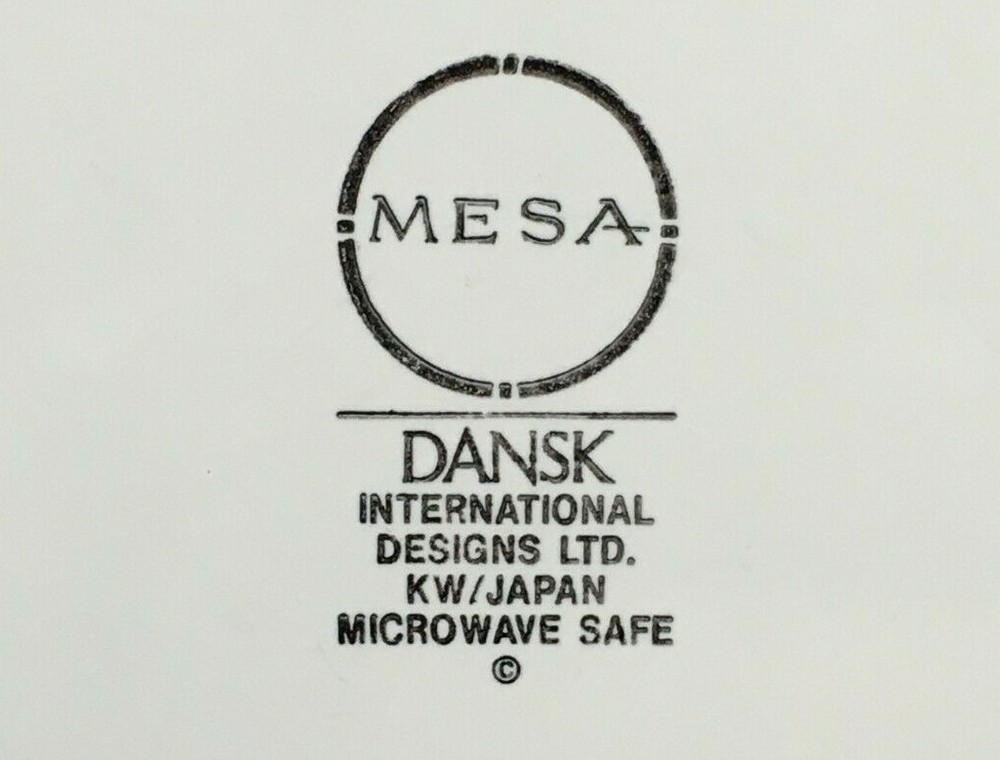 MESA
DANSK
INTERNATIONAL
DESIGNS LTD.
KW/JAPAN
MICROWAVE SAFE
©